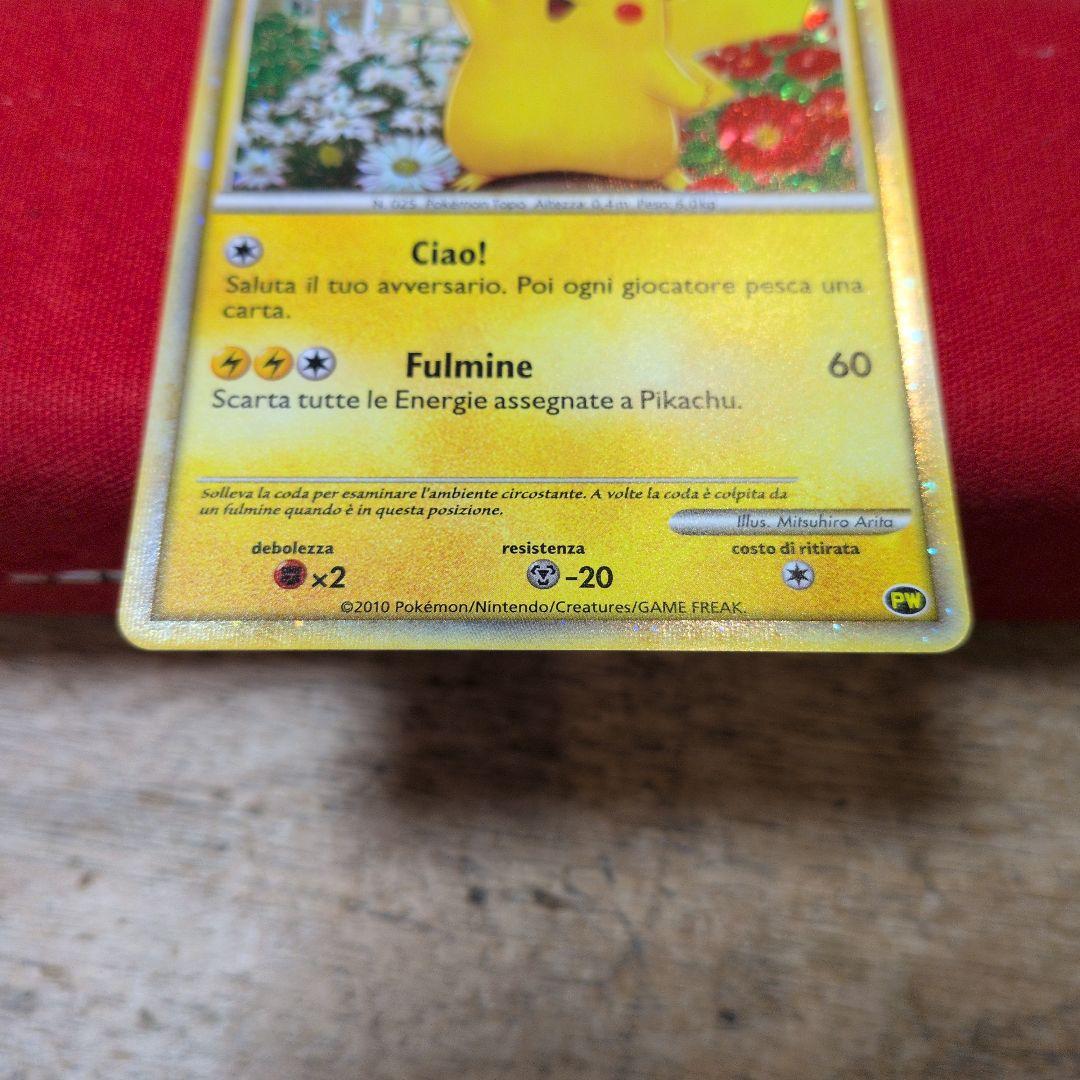 N. 025 Pokémon Topo Altezza: 0,4 m Peso: 6,0 kg
Ciao!
Saluta il tuo avversario. Poi ogni giocatore pesca una
carta.
Fulmine 60
Scarta tutte le Energie assegnate a Pikachu.
Solleva la coda per esaminare l'ambiente circostante. A volte la coda è colpita da
un fulmine quando è in questa posizione.
Illus. Mitsuhiro Arita
debolezza resistenza costo di ritirata
x2 -20
©2010 Pokémon/Nintendo/Creatures/GAME FREAK.
PW